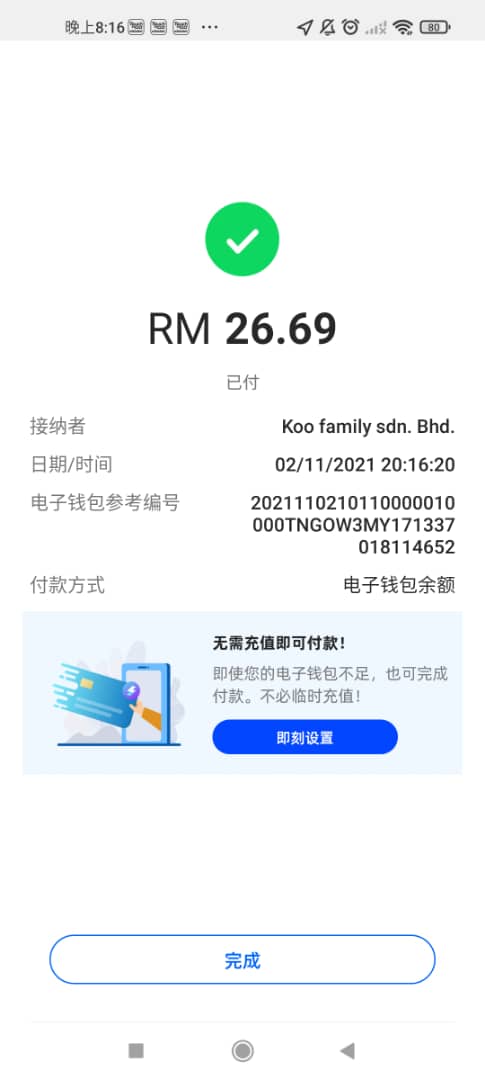 晚上8:16
80
RM 26.69
已付
接纳者 Koo family sdn. Bhd.
日期/时间 02/11/2021 20:16:20
电子钱包参考编号 2021110210110000010
000TNGOW3MY171337
018114652
付款方式 电子钱包余额
无需充值即可付款!
即使您的电子钱包不足，也可完成
付款。不必临时充值!
即刻设置
完成